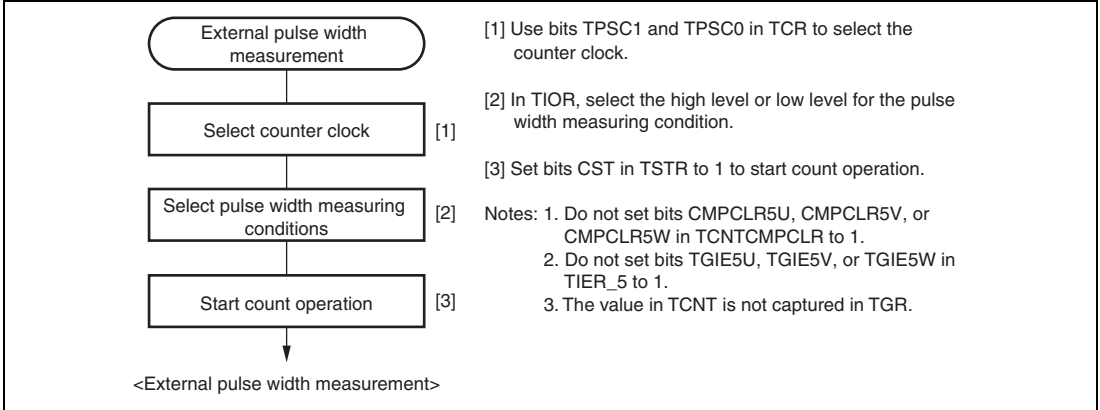 External pulse width
measurement
Select counter clock
[1]
Select pulse width measuring
conditions
[2]
Start count operation
[3]
<External pulse width measurement>
[1] Use bits TPSC1 and TPSC0 in TCR to select the
counter clock.
[2] In TIOR, select the high level or low level for the pulse
width measuring condition.
[3] Set bits CST in TSTR to 1 to start count operation.
Notes: 1. Do not set bits CMPCLR5U, CMPCLR5V, or
CMPCLR5W in TCNTCMPCLR to 1.
2. Do not set bits TGIE5U, TGIE5V, or TGIE5W in
TIER_5 to 1.
3. The value in TCNT is not captured in TGR.